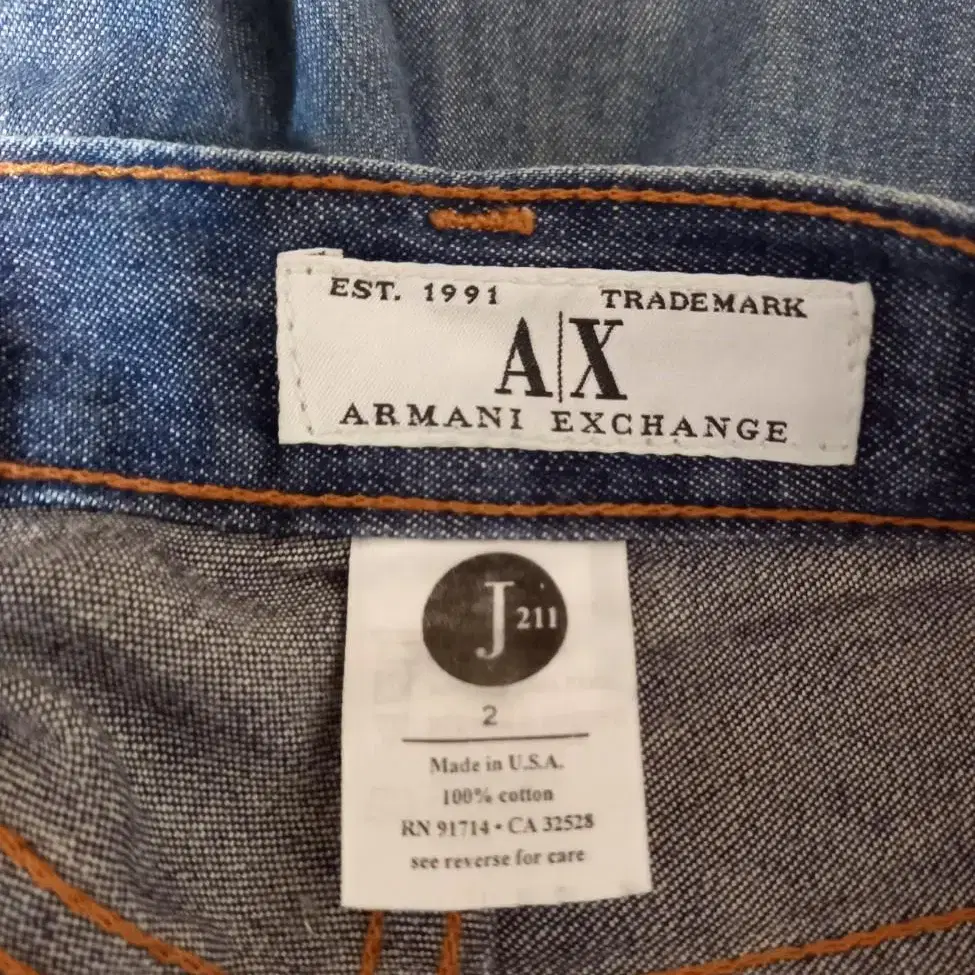 EST. 1991 TRADEMARK
A|X
ARMANI EXCHANGE
J 211
2
Made in U.S.A.
100% cotton
RN 91714 • CA 32528
see reverse for care